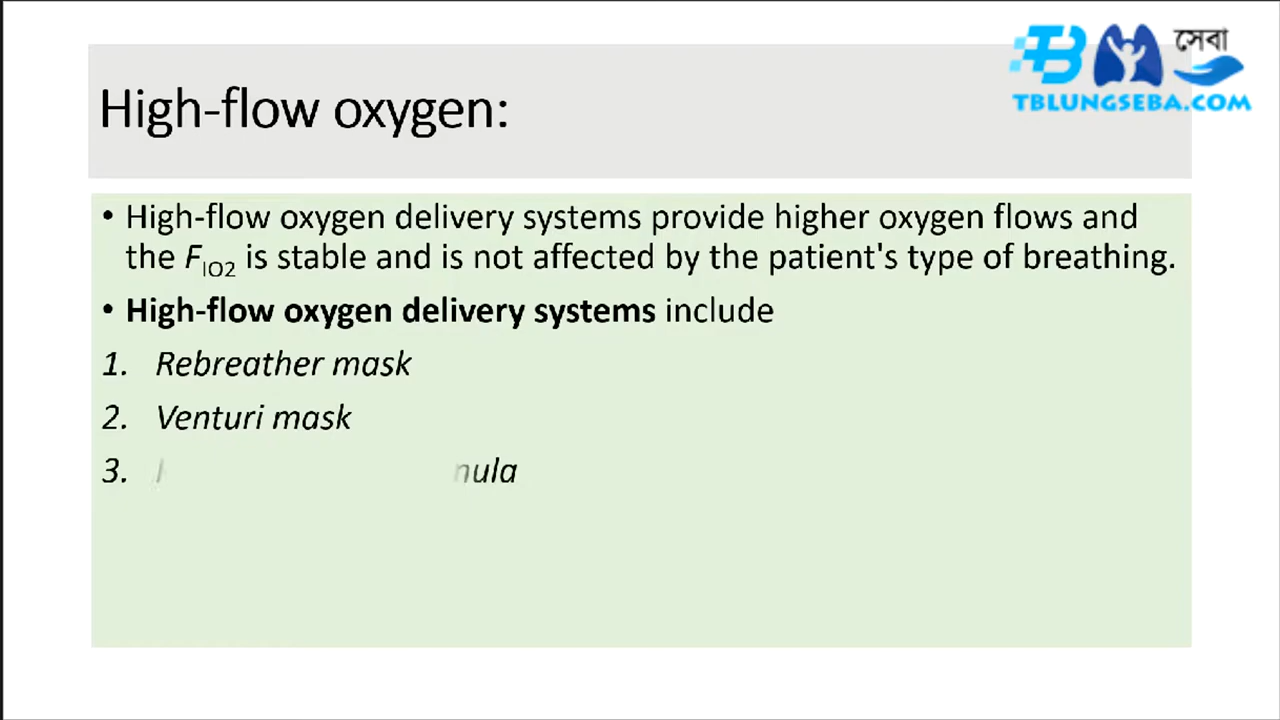 TB সেবা
TBLUNGSEBA.COM
High-flow oxygen:
• High-flow oxygen delivery systems provide higher oxygen flows and
the FIO2 is stable and is not affected by the patient's type of breathing.
• High-flow oxygen delivery systems include
1. Rebreather mask
2. Venturi mask
3. nula